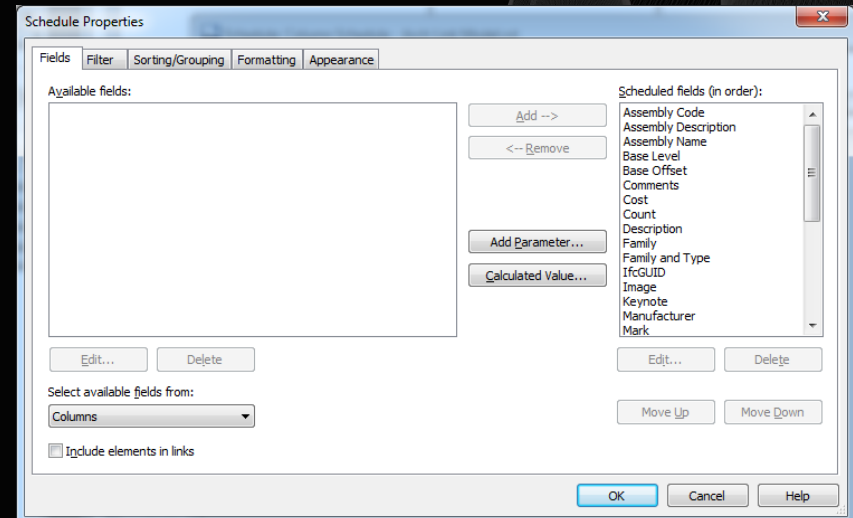 Schedule Properties
Fields
Filter
Sorting/Grouping
Formatting
Appearance
Available fields:
Add -->
<-- Remove
Add Parameter...
Calculated Value...
Edit...
Delete
Select available fields from:
Columns
Include elements in links
Scheduled fields (in order):
Assembly Code
Assembly Description
Assembly Name
Base Level
Base Offset
Comments
Cost
Count
Description
Family
Family and Type
IfcGUID
Image
Keynote
Manufacturer
Mark
Edit...
Delete
Move Up
Move Down
OK
Cancel
Help